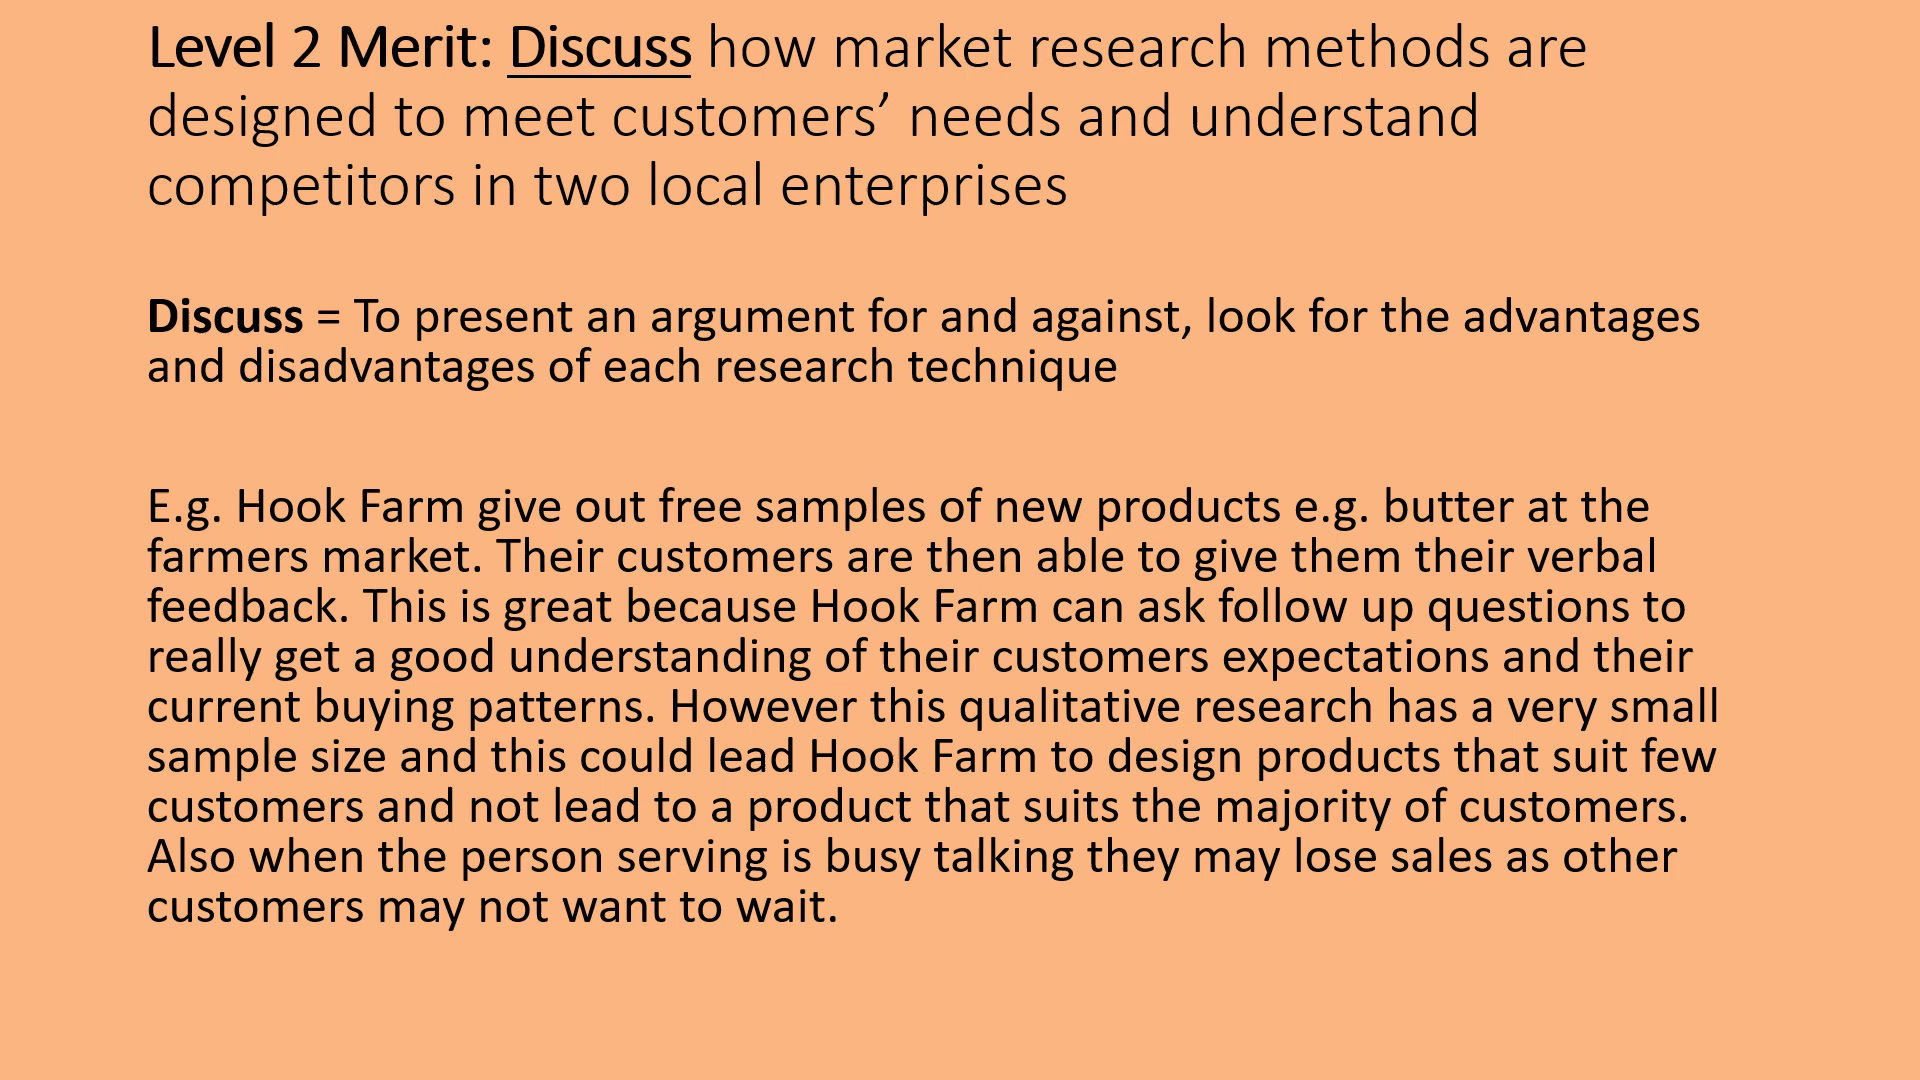 Level 2 Merit: Discuss how market research methods are
designed to meet customers’ needs and understand
competitors in two local enterprises
Discuss = To present an argument for and against, look for the advantages
and disadvantages of each research technique
E.g. Hook Farm give out free samples of new products e.g. butter at the
farmers market. Their customers are then able to give them their verbal
feedback. This is great because Hook Farm can ask follow up questions to
really get a good understanding of their customers expectations and their
current buying patterns. However this qualitative research has a very small
sample size and this could lead Hook Farm to design products that suit few
customers and not lead to a product that suits the majority of customers.
Also when the person serving is busy talking they may lose sales as other
customers may not want to wait.